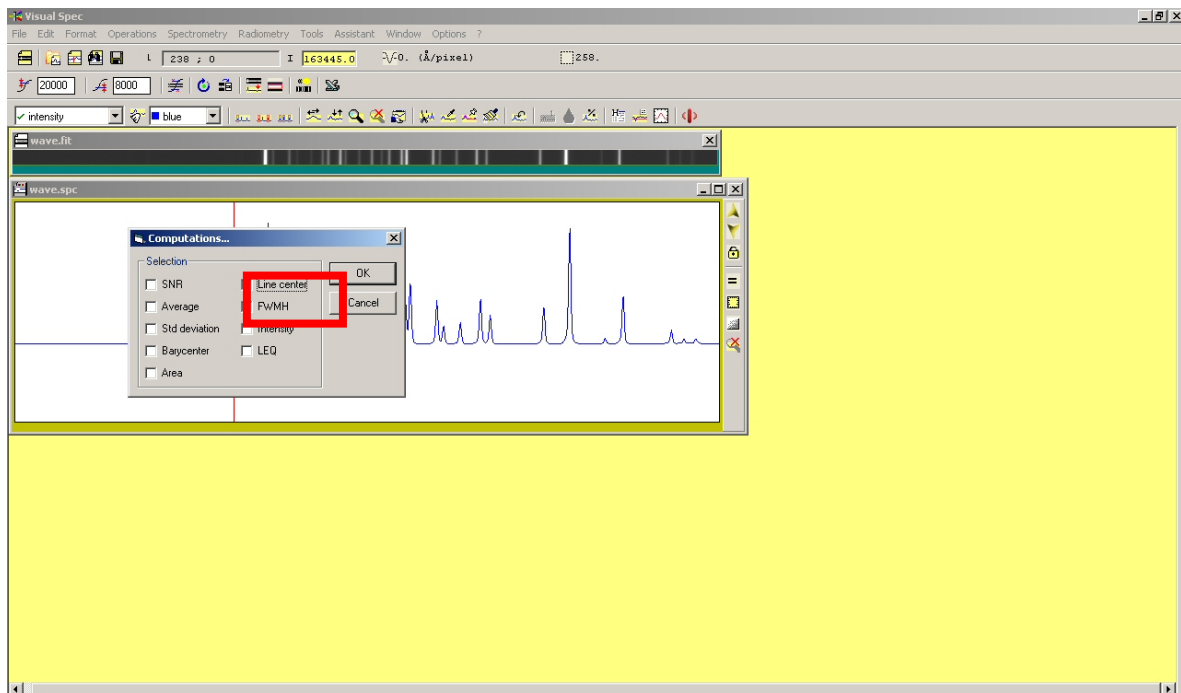 Visual Spec
File Edit Format Operations Spectrometry Radiometry Tools Assistant Window Options ?
L 238 ; 0 I 163445.0 0. (Å/pixel) 258.
20000 8000
intensity blue
wave.fit
wave.spc
Computations...
Selection
SNR Line center OK
Average FWMH Cancel
Std deviation Intensity
Barycenter LEQ
Area